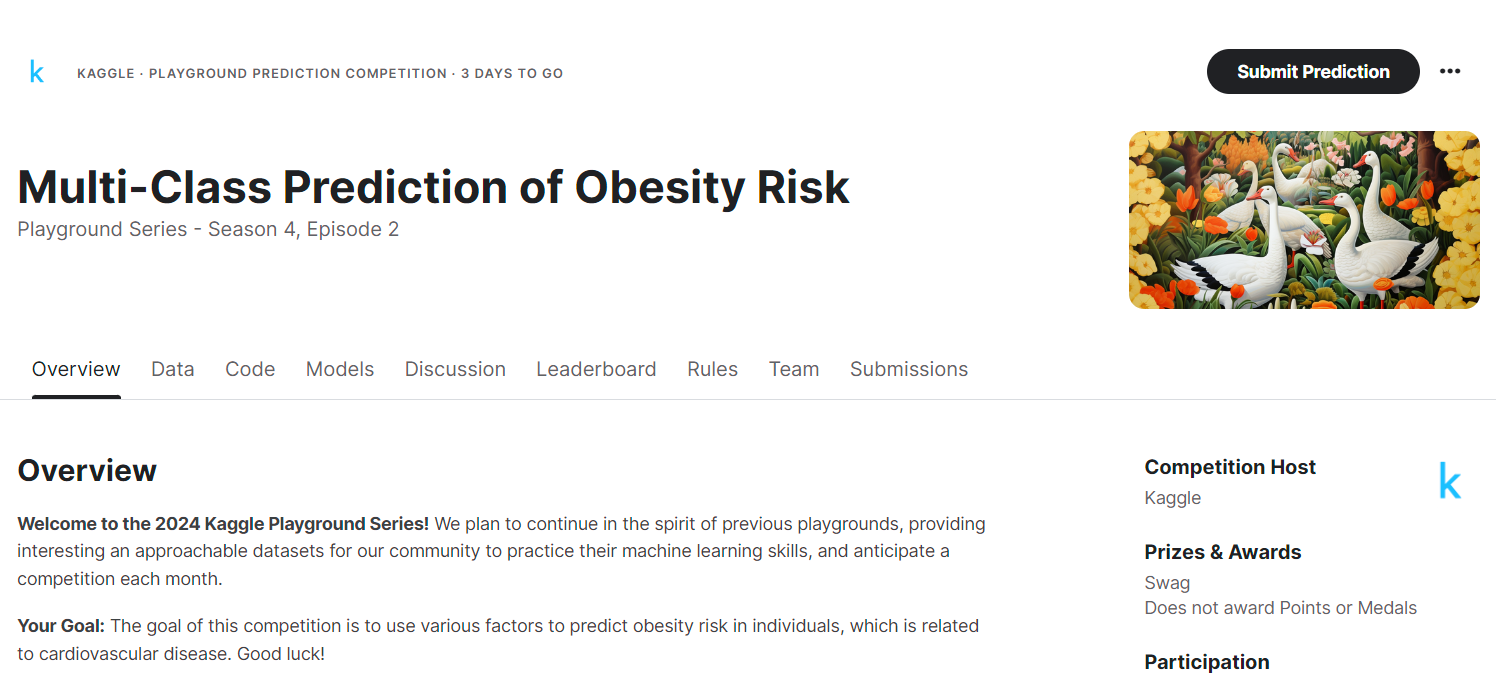 k
KAGGLE · PLAYGROUND PREDICTION COMPETITION · 3 DAYS TO GO
Submit Prediction
Multi-Class Prediction of Obesity Risk
Playground Series - Season 4, Episode 2
Overview Data Code Models Discussion Leaderboard Rules Team Submissions
Overview
Welcome to the 2024 Kaggle Playground Series! We plan to continue in the spirit of previous playgrounds, providing
interesting an approachable datasets for our community to practice their machine learning skills, and anticipate a
competition each month.
Your Goal: The goal of this competition is to use various factors to predict obesity risk in individuals, which is related
to cardiovascular disease. Good luck!
Competition Host
k
Kaggle
Prizes & Awards
Swag
Does not award Points or Medals
Participation